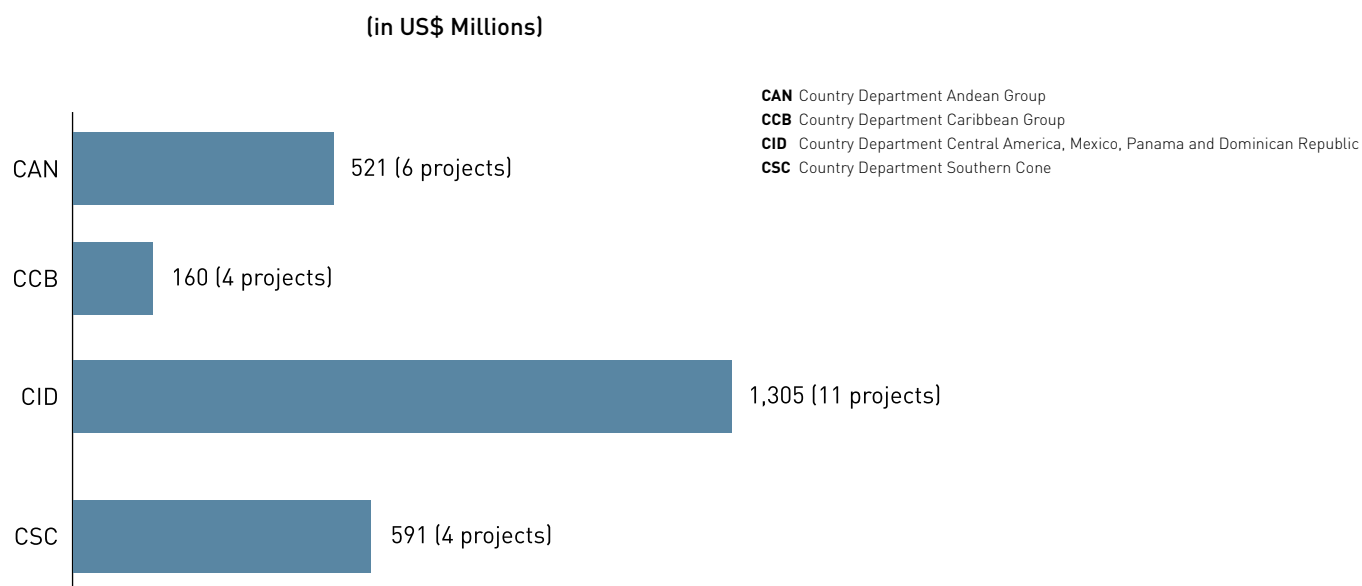 (in US$ Millions)
CAN Country Department Andean Group
CCB Country Department Caribbean Group
CID Country Department Central America, Mexico, Panama and Dominican Republic
CSC Country Department Southern Cone
CAN 521 (6 projects)
CCB 160 (4 projects)
CID 1,305 (11 projects)
CSC 591 (4 projects)